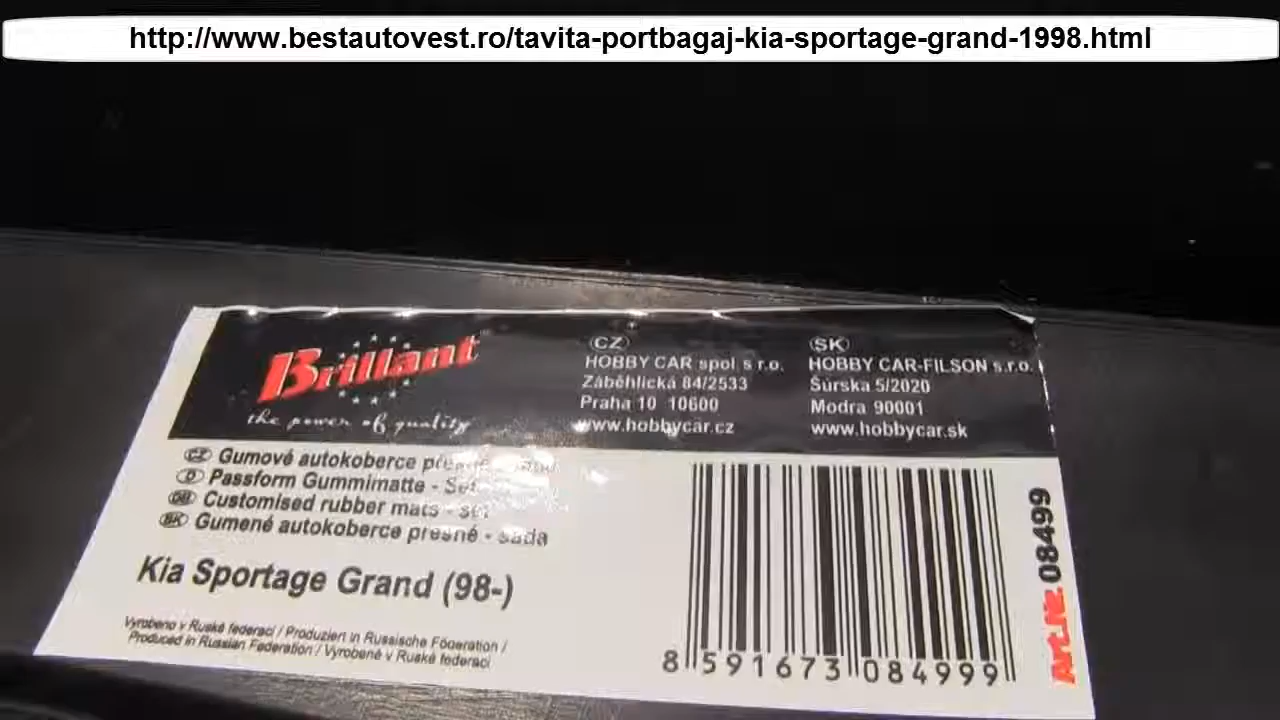 http://www.bestautovest.ro/tavita-portbagaj-kia-sportage-grand-1998.html
Brillant
the power of quality
CZ
HOBBY CAR spol s r.o.
Záběhlická 84/2533
Praha 10 10600
www.hobbycar.cz
SK
HOBBY CAR-FILSON s.r.o.
Šúrska 5/2020
Modra 90001
www.hobbycar.sk
CZ Gumové autokoberce
D Passform Gummimatte - Set
GB Customised rubber mats - set
SK Gumené autokoberce presné - sada
Kia Sportage Grand (98-)
Vyrobeno v Ruské federaci / Produziert in Russische Föderation /
Produced in Russian Federation / Vyrobené v Ruské federaci
8 591673 084999
Art.Nr. 08499